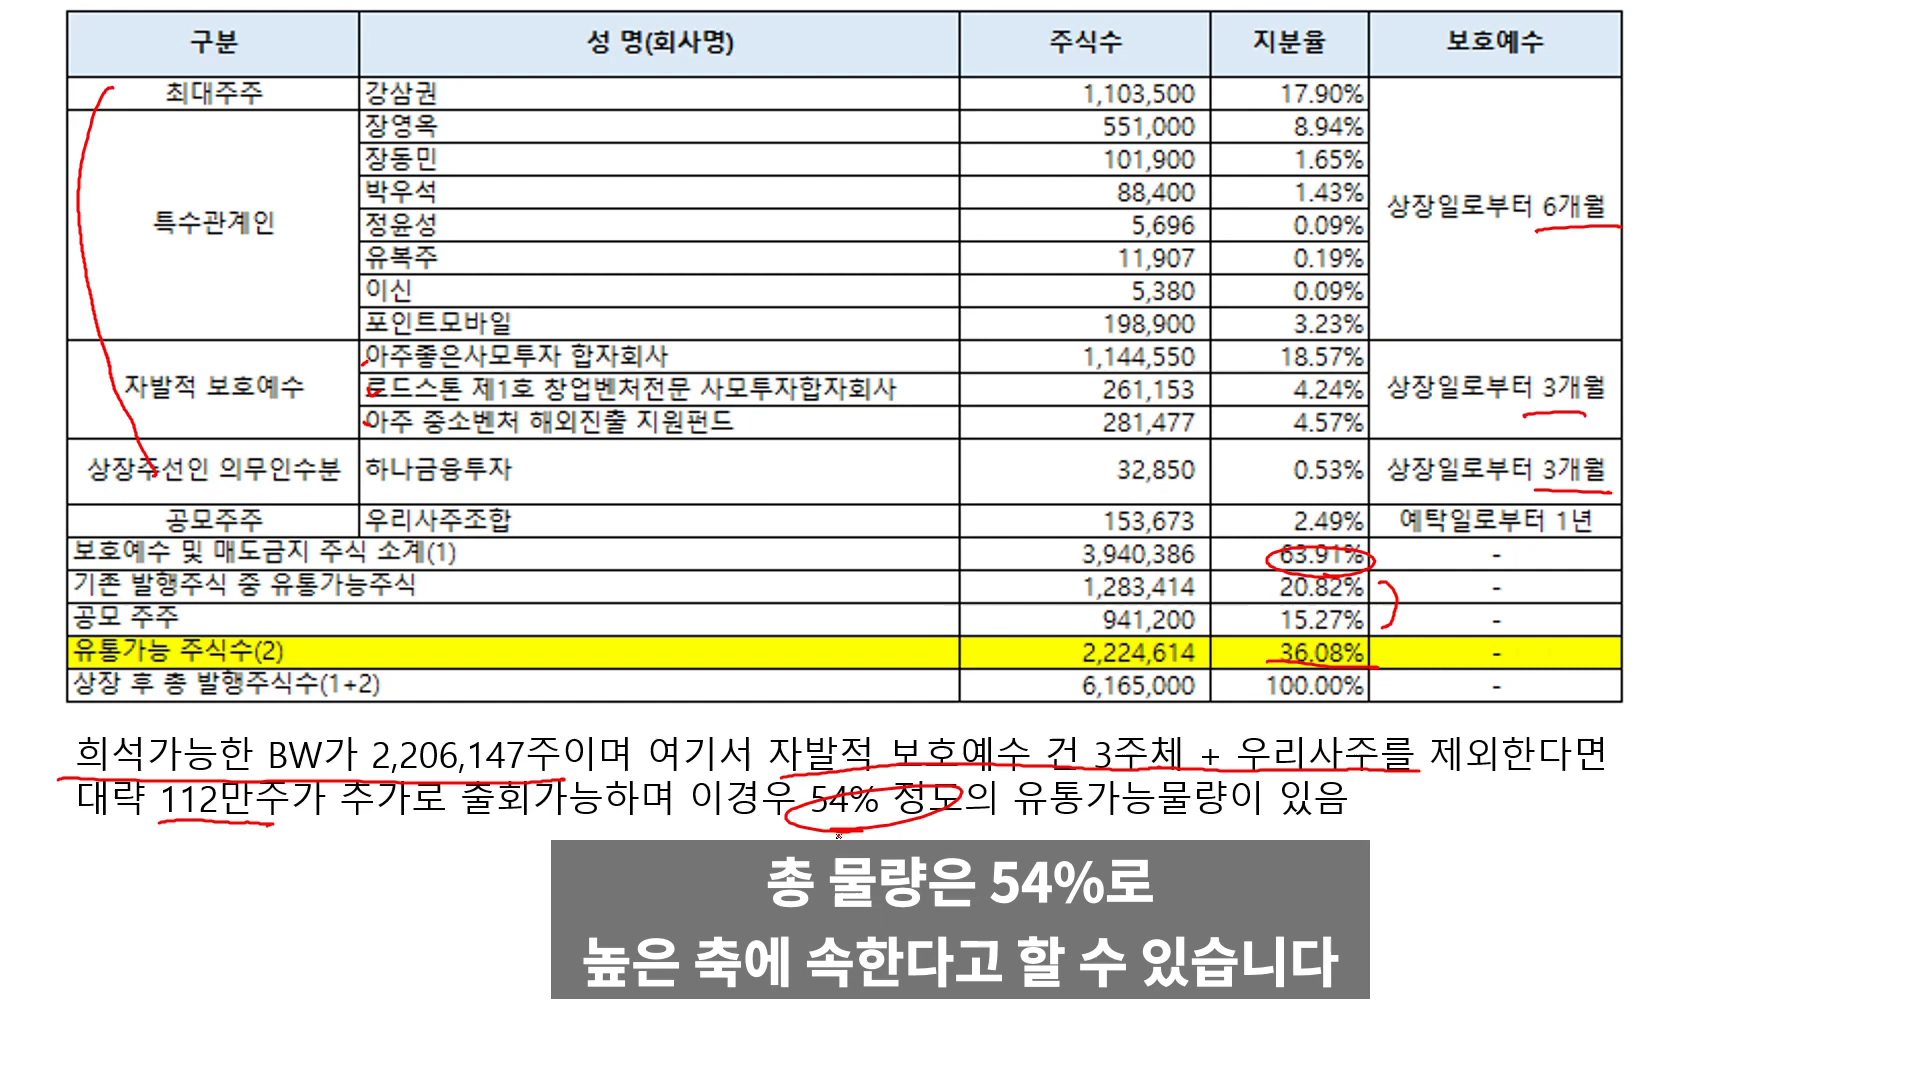 구분 성 명(회사명) 주식수 지분율 보호예수
최대주주 강삼권 1,103,500 17.90% 상장일로부터 6개월
특수관계인 장영옥 551,000 8.94%
장동민 101,900 1.65%
박우석 88,400 1.43%
정윤성 5,696 0.09%
유복주 11,907 0.19%
이신 5,380 0.09%
포인트모바일 198,900 3.23%
자발적 보호예수 아주좋은사모투자 합자회사 1,144,550 18.57% 상장일로부터 3개월
로드스톤 제1호 창업벤처전문 사모투자합자회사 261,153 4.24%
아주 중소벤처 해외진출 지원펀드 281,477 4.57%
상장주선인 의무인수분 하나금융투자 32,850 0.53% 상장일로부터 3개월
공모주주 우리사주조합 153,673 2.49% 예탁일로부터 1년
보호예수 및 매도금지 주식 소계(1) 3,940,386 63.91% -
기존 발행주식 중 유통가능주식 1,283,414 20.82% -
공모 주주 941,200 15.27% -
유통가능 주식수(2) 2,224,614 36.08% -
상장 후 총 발행주식수(1+2) 6,165,000 100.00% -
희석가능한 BW가 2,206,147주이며 여기서 자발적 보호예수 건 3주체 + 우리사주를 제외한다면
대략 112만주가 추가로 출회가능하며 이경우 54% 정도의 유통가능물량이 있음
총 물량은 54%로
높은 축에 속한다고 할 수 있습니다